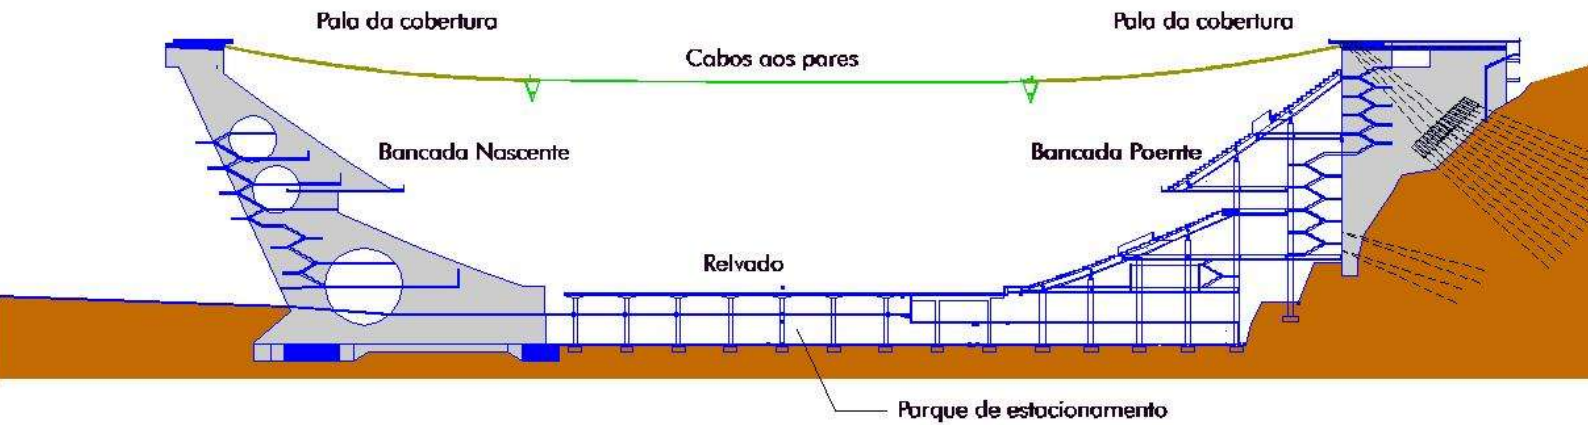 Pala da cobertura
Pala da cobertura
Cabos aos pares
Bancada Nascente
Bancada Poente
Relvado
Parque de estacionamento